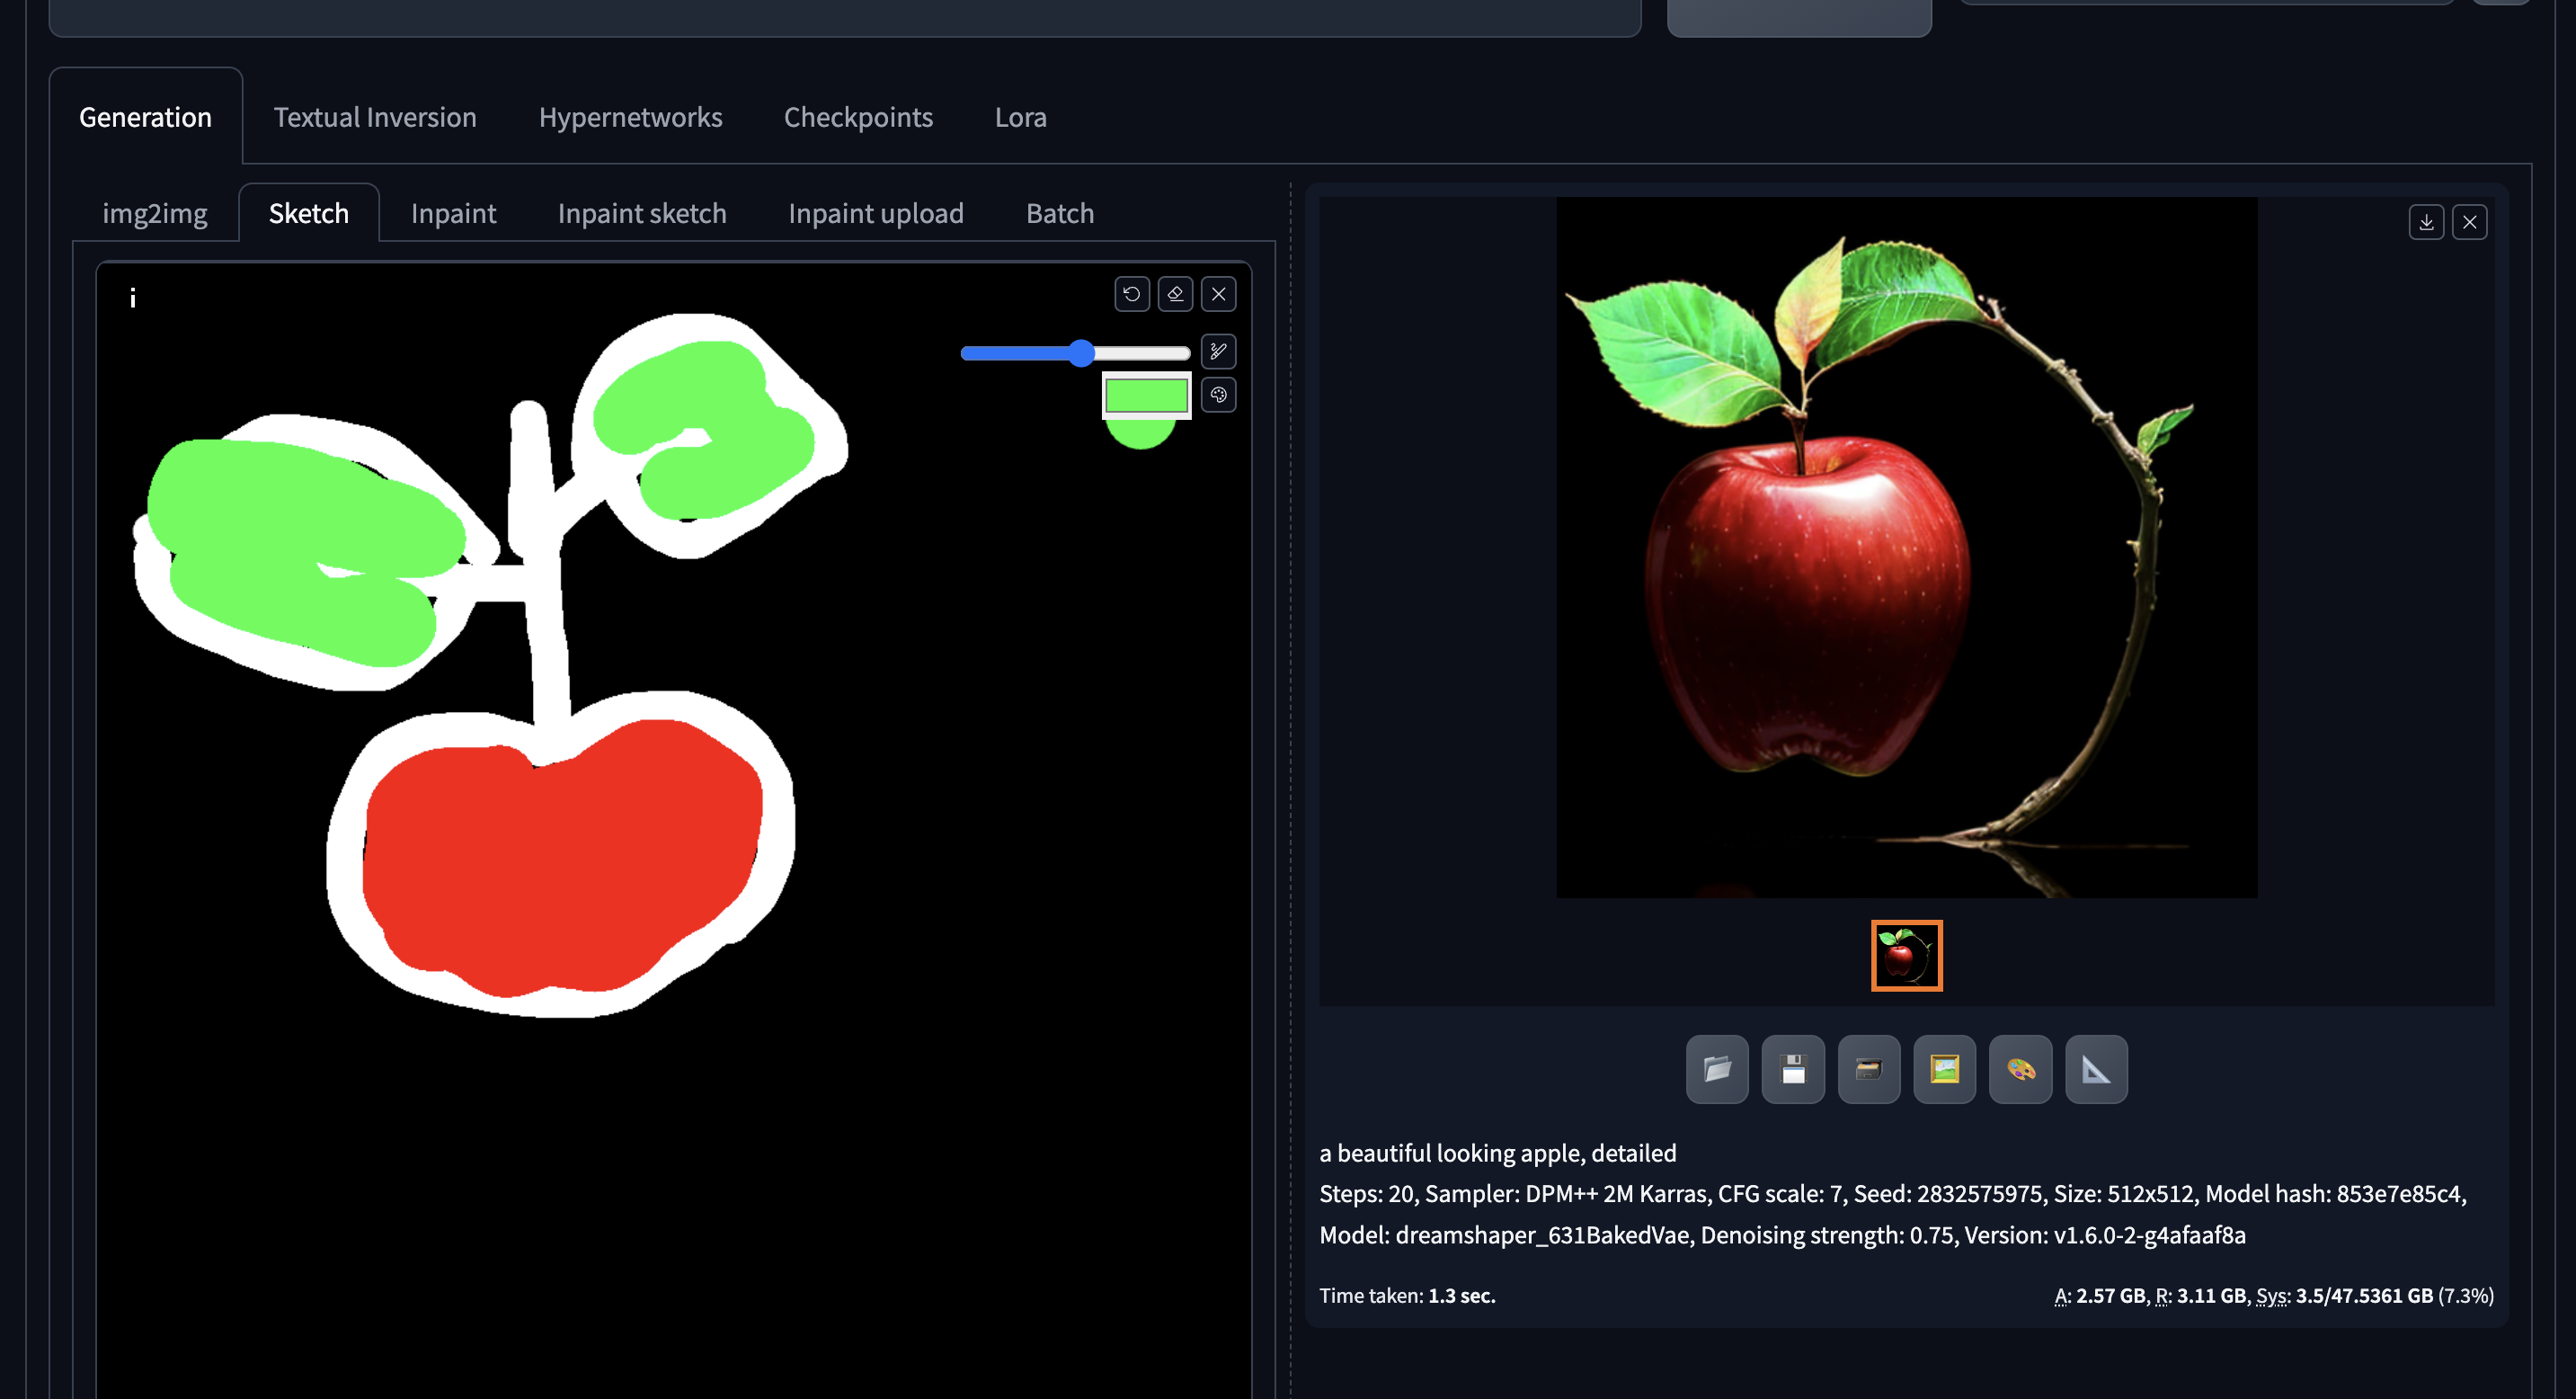 Generation Textual Inversion Hypernetworks Checkpoints Lora
img2img Sketch Inpaint Inpaint sketch Inpaint upload Batch
i
a beautiful looking apple, detailed
Steps: 20, Sampler: DPM++ 2M Karras, CFG scale: 7, Seed: 2832575975, Size: 512x512, Model hash: 853e7e85c4,
Model: dreamshaper_631BakedVae, Denoising strength: 0.75, Version: v1.6.0-2-g4afaaf8a
Time taken: 1.3 sec. A: 2.57 GB, R: 3.11 GB, Sys: 3.5/47.5361 GB (7.3%)